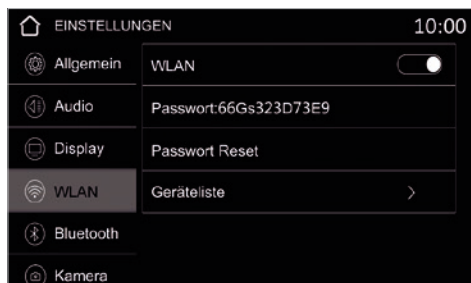 EINSTELLUNGEN 10:00
Allgemein
Audio
Display
WLAN
Bluetooth
Kamera
WLAN
Passwort:66Gs323D73E9
Passwort Reset
Geräteliste